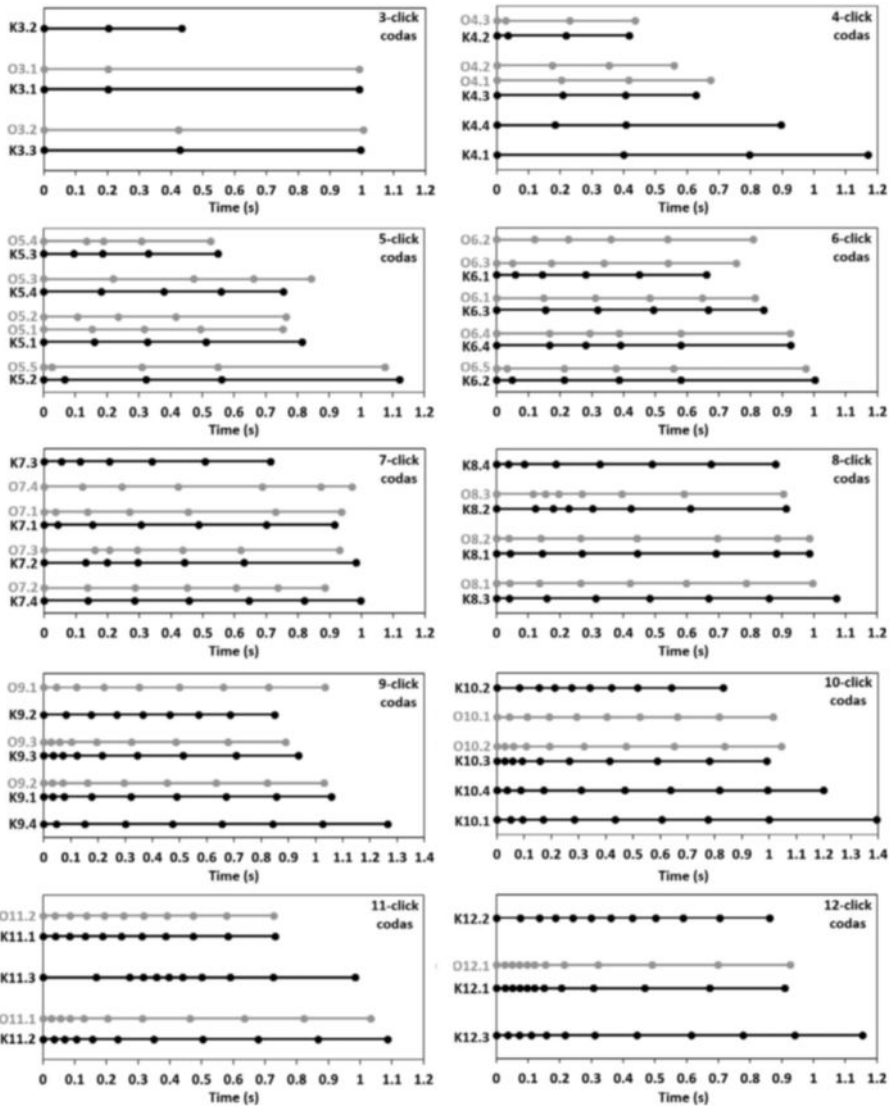 3-click
codas
K3.2
O3.1
K3.1
O3.2
K3.3
0 0.1 0.2 0.3 0.4 0.5 0.6 0.7 0.8 0.9 1 1.1 1.2
Time (s)
4-click
codas
O4.3
K4.2
O4.2
O4.1
K4.3
K4.4
K4.1
0 0.1 0.2 0.3 0.4 0.5 0.6 0.7 0.8 0.9 1 1.1 1.2
Time (s)
5-click
codas
O5.4
K5.3
O5.3
K5.4
O5.2
O5.1
K5.1
O5.5
K5.2
0 0.1 0.2 0.3 0.4 0.5 0.6 0.7 0.8 0.9 1 1.1 1.2
Time (s)
6-click
codas
O6.2
O6.3
K6.1
O6.1
K6.3
O6.4
K6.4
O6.5
K6.2
0 0.1 0.2 0.3 0.4 0.5 0.6 0.7 0.8 0.9 1 1.1 1.2
Time (s)
7-click
codas
K7.3
O7.4
O7.1
K7.1
O7.3
K7.2
O7.2
K7.4
0 0.1 0.2 0.3 0.4 0.5 0.6 0.7 0.8 0.9 1 1.1 1.2
Time (s)
8-click
codas
K8.4
O8.3
K8.2
O8.2
K8.1
O8.1
K8.3
0 0.1 0.2 0.3 0.4 0.5 0.6 0.7 0.8 0.9 1 1.1 1.2
Time (s)
9-click
codas
O9.1
K9.2
O9.3
K9.3
O9.2
K9.1
K9.4
0 0.1 0.2 0.3 0.4 0.5 0.6 0.7 0.8 0.9 1 1.1 1.2 1.3 1.4
Time (s)
10-click
codas
K10.2
O10.1
O10.2
K10.3
K10.4
K10.1
0 0.1 0.2 0.3 0.4 0.5 0.6 0.7 0.8 0.9 1 1.1 1.2 1.3 1.4
Time (s)
11-click
codas
O11.2
K11.1
K11.3
O11.1
K11.2
0 0.1 0.2 0.3 0.4 0.5 0.6 0.7 0.8 0.9 1 1.1 1.2
Time (s)
12-click
codas
K12.2
O12.1
K12.1
K12.3
0 0.1 0.2 0.3 0.4 0.5 0.6 0.7 0.8 0.9 1 1.1 1.2
Time (s)